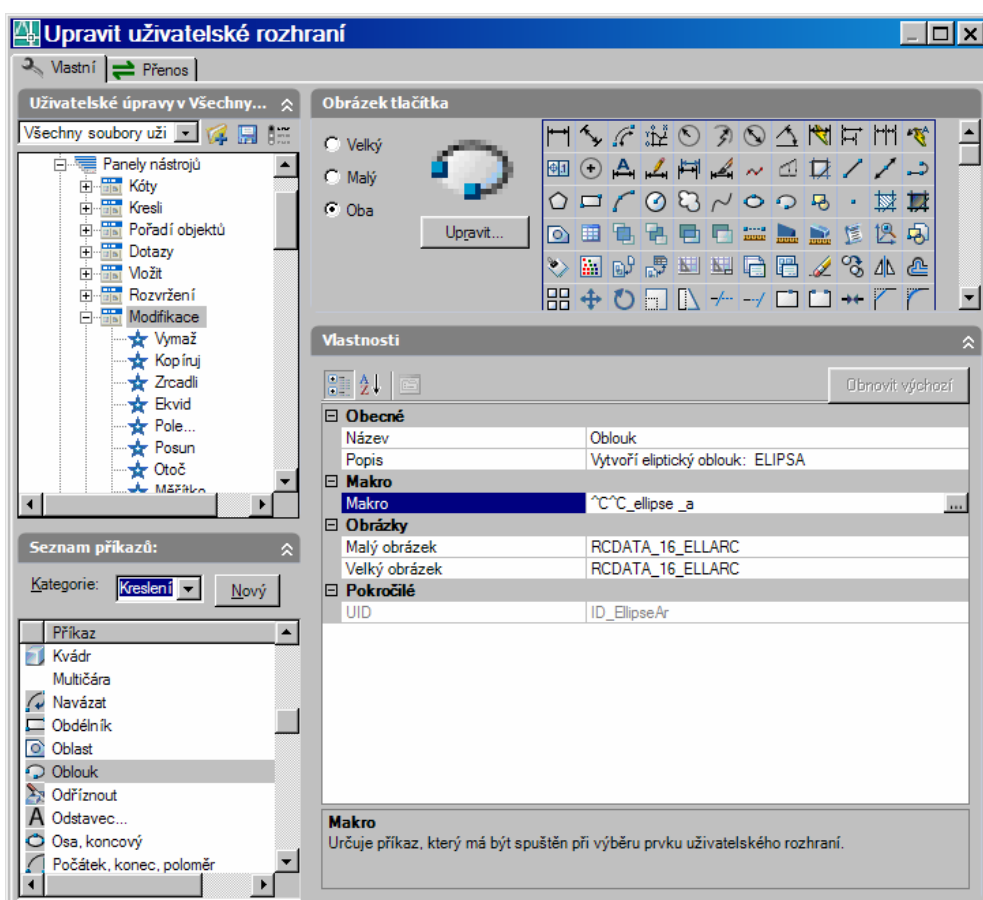 Upravit uživatelské rozhraní
Vlastní
Přenos
Uživatelské úpravy v Všechny...
Všechny soubory uži
Panely nástrojů
Kóty
Kresli
Pořadí objektů
Dotazy
Vložit
Rozvržení
Modifikace
Vymaž
Kopíruj
Zrcadli
Ekvid
Pole...
Posun
Otoč
Měřítko
Seznam příkazů:
Kategorie:
Kreslení
Nový
Příkaz
Kvádr
Multičára
Navázat
Obdélník
Oblast
Oblouk
Odříznout
Odstavec...
Osa, koncový
Počátek, konec, poloměr
Obrázek tlačítka
Velký
Malý
Oba
Upravit...
Vlastnosti
Obnovit výchozí
Obecné
Název Oblouk
Popis Vytvoří eliptický oblouk: ELIPSA
Makro
Makro ^C^C_ellipse _a
Obrázky
Malý obrázek RCDATA_16_ELLARC
Velký obrázek RCDATA_16_ELLARC
Pokročilé
UID ID_EllipseAr
Makro
Určuje příkaz, který má být spuštěn při výběru prvku uživatelského rozhraní.